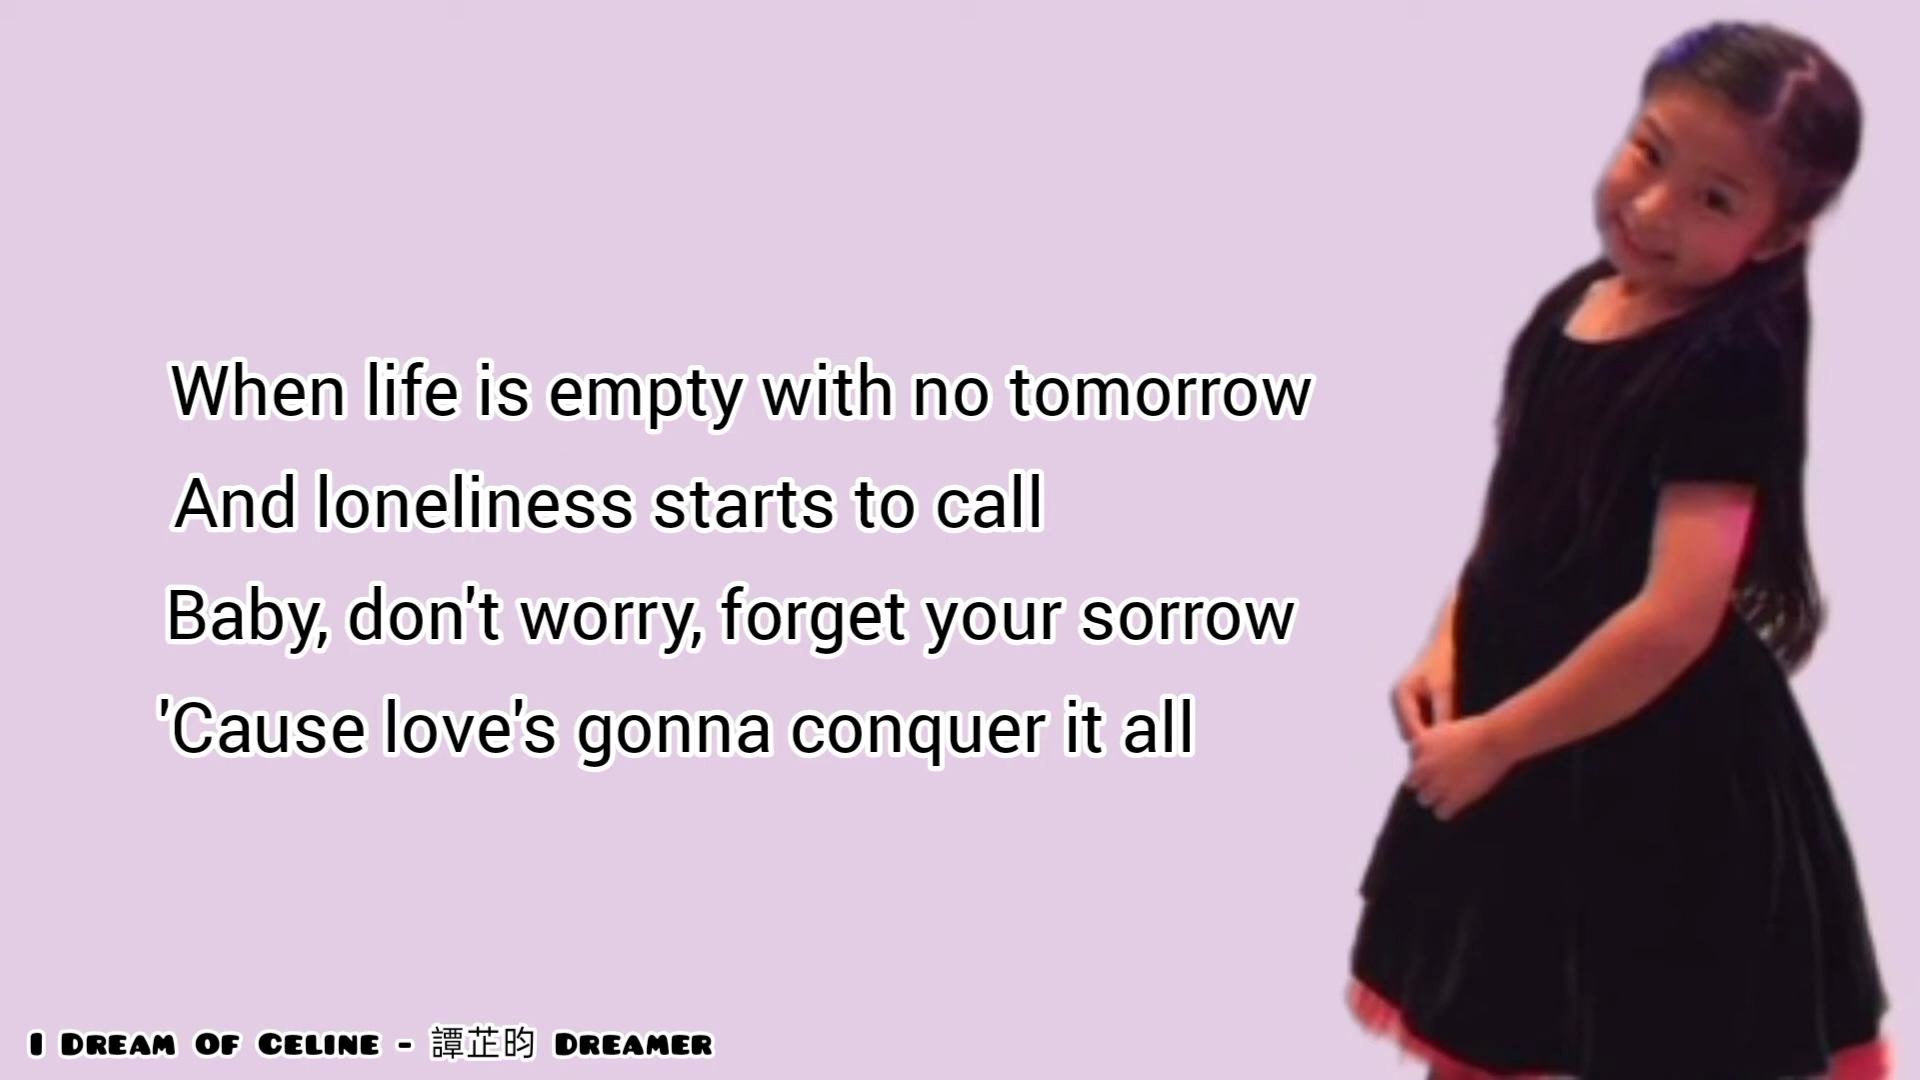 When life is empty with no tomorrow
And loneliness starts to call
Baby, don't worry, forget your sorrow
'Cause love's gonna conquer it all
I Dream Of Celine - 譚芷昀 Dreamer